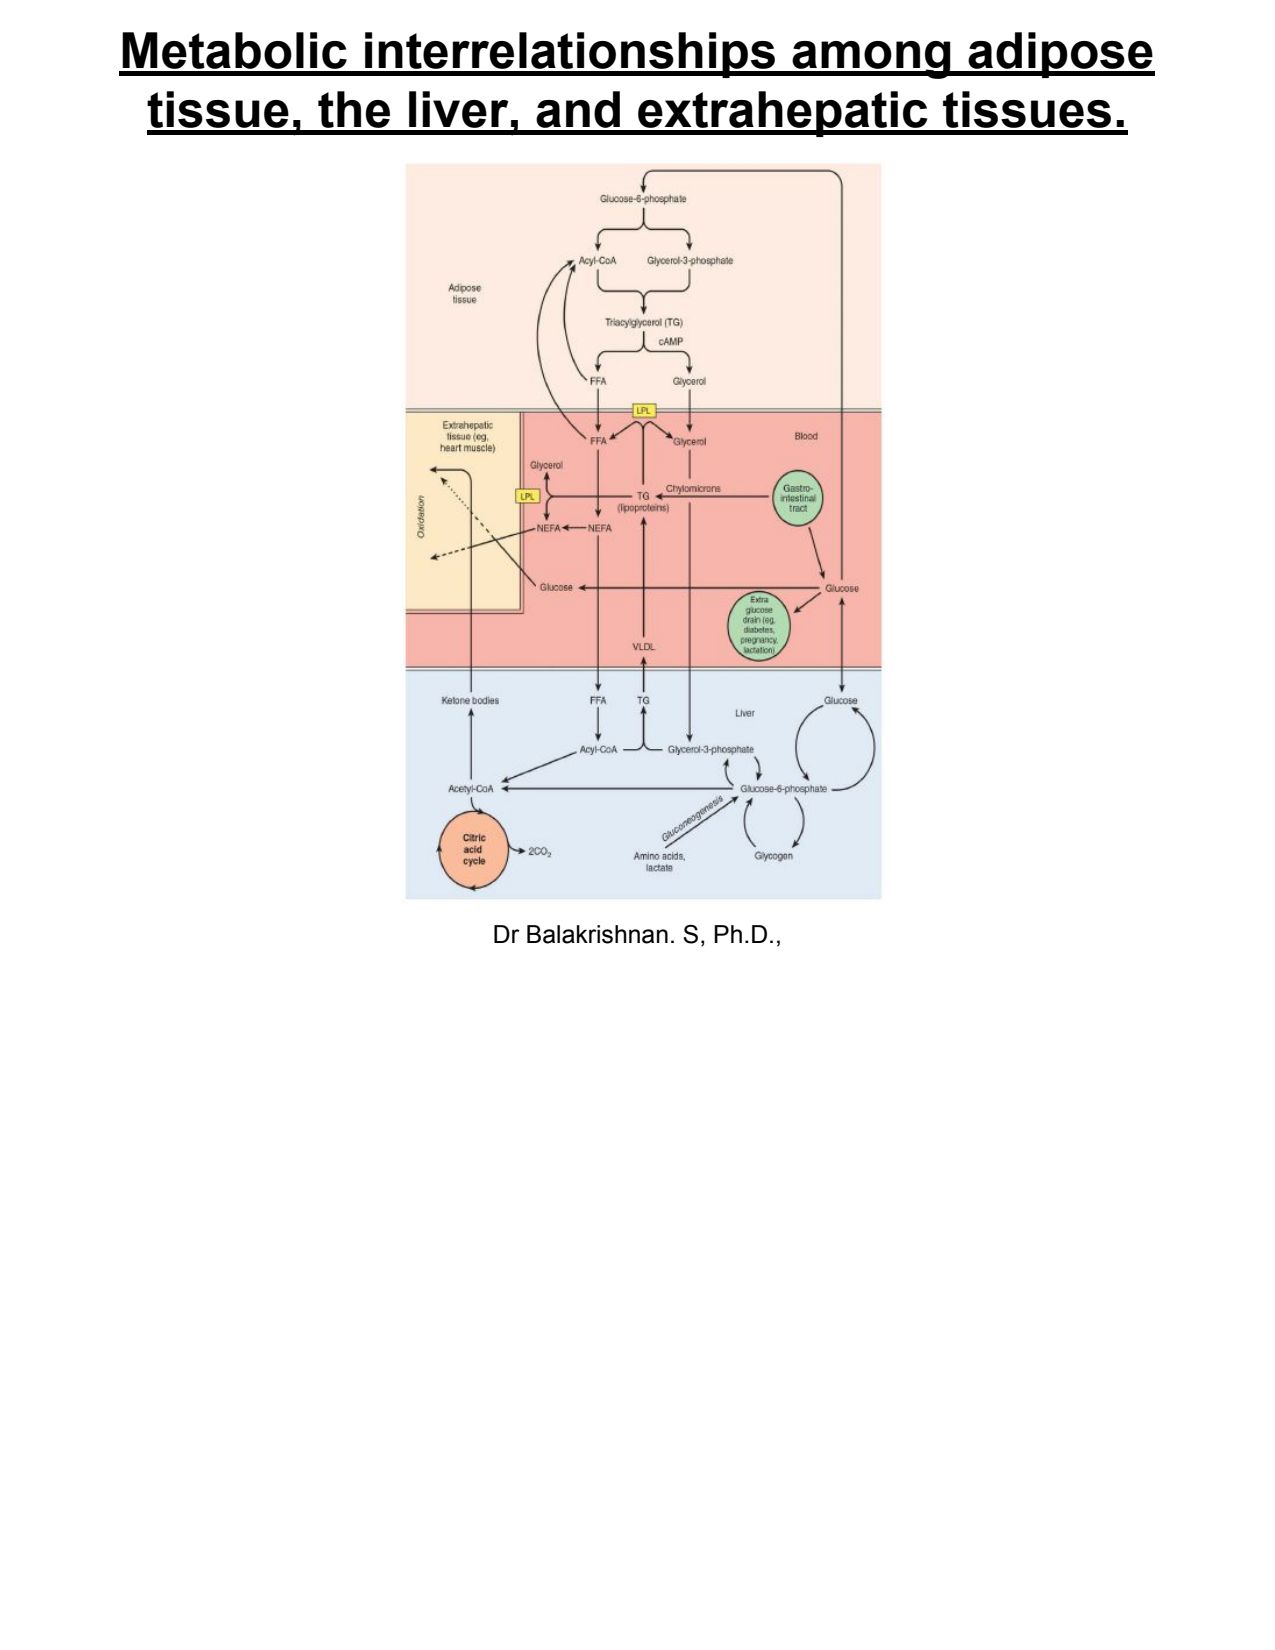 Metabolic interrelationships among adipose
tissue, the liver, and extrahepatic tissues.
Glucose-6-phosphate
Acyl-CoA
Glycerol-3-phosphate
Adipose
tissue
Triacylglycerol (TG)
cAMP
FFA
Glycerol
LPL
Extrahepatic
tissue (eg,
heart muscle)
Blood
FFA
Glycerol
Glycerol
LPL
TG
(lipoproteins)
Chylomicrons
Gastro-
intestinal
tract
Oxidation
NEFA
NEFA
Glucose
Glucose
Extra
glucose
drain (eg,
diabetes,
pregnancy,
lactation)
VLDL
Ketone bodies
FFA
TG
Liver
Glucose
Acyl-CoA
Glycerol-3-phosphate
Acetyl-CoA
Glucose-6-phosphate
Gluconeogenesis
Citric
acid
cycle
2CO₂
Amino acids,
lactate
Glycogen
Dr Balakrishnan. S, Ph.D.,